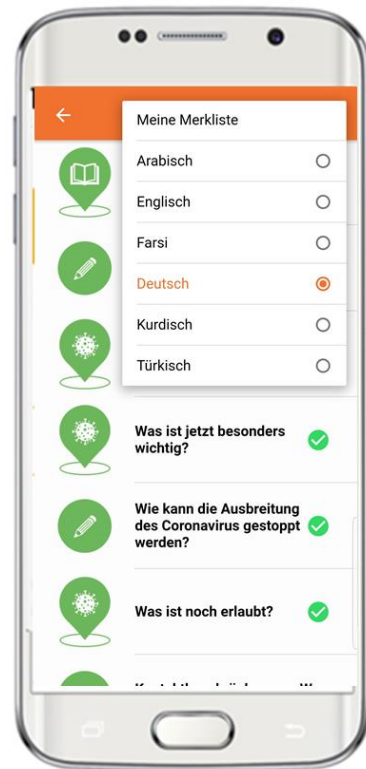 Meine Merkliste
Arabisch
Englisch
Farsi
Deutsch
Kurdisch
Türkisch
Was ist jetzt besonders
wichtig?
Wie kann die Ausbreitung
des Coronavirus gestoppt
werden?
Was ist noch erlaubt?